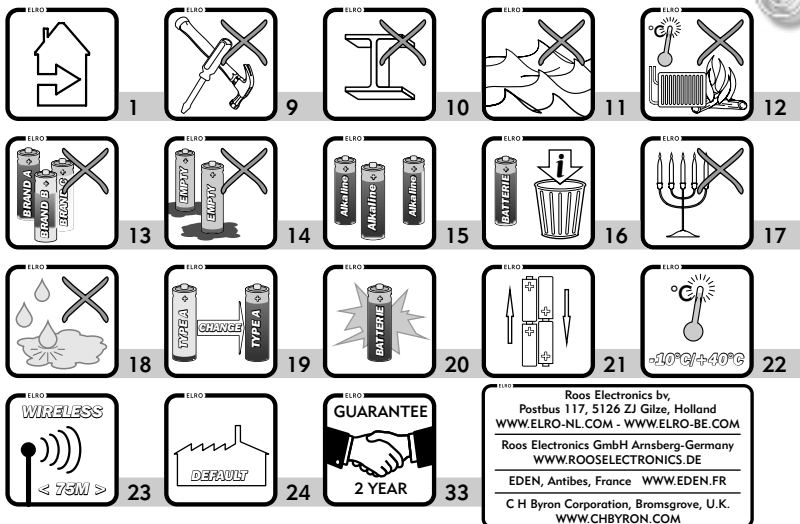 ELRO ELRO ELRO ELRO ELRO
°C
1 9 10 11 12
ELRO ELRO ELRO ELRO ELRO
BRAND A BRAND B BRAND C
EMPTY EMPTY
Alkaline Alkaline Alkaline
BATTERIE i
13 14 15 16 17
ELRO ELRO ELRO ELRO ELRO
TYPE A CHANGE TYPE A
BATTERIE
°C
-10°C/+40°C
18 19 20 21 22
ELRO ELRO ELRO ELRO
WIRELESS
< 75M >
DEFAULT
GUARANTEE
2 YEAR
23 24 33
Roos Electronics bv,
Postbus 117, 5126 ZJ Gilze, Holland
WWW.ELRO-NL.COM - WWW.ELRO-BE.COM
Roos Electronics GmbH Arnsberg-Germany
WWW.ROOSELECTRONICS.DE
EDEN, Antibes, France WWW.EDEN.FR
C H Byron Corporation, Bromsgrove, U.K.
WWW.CHBYRON.COM